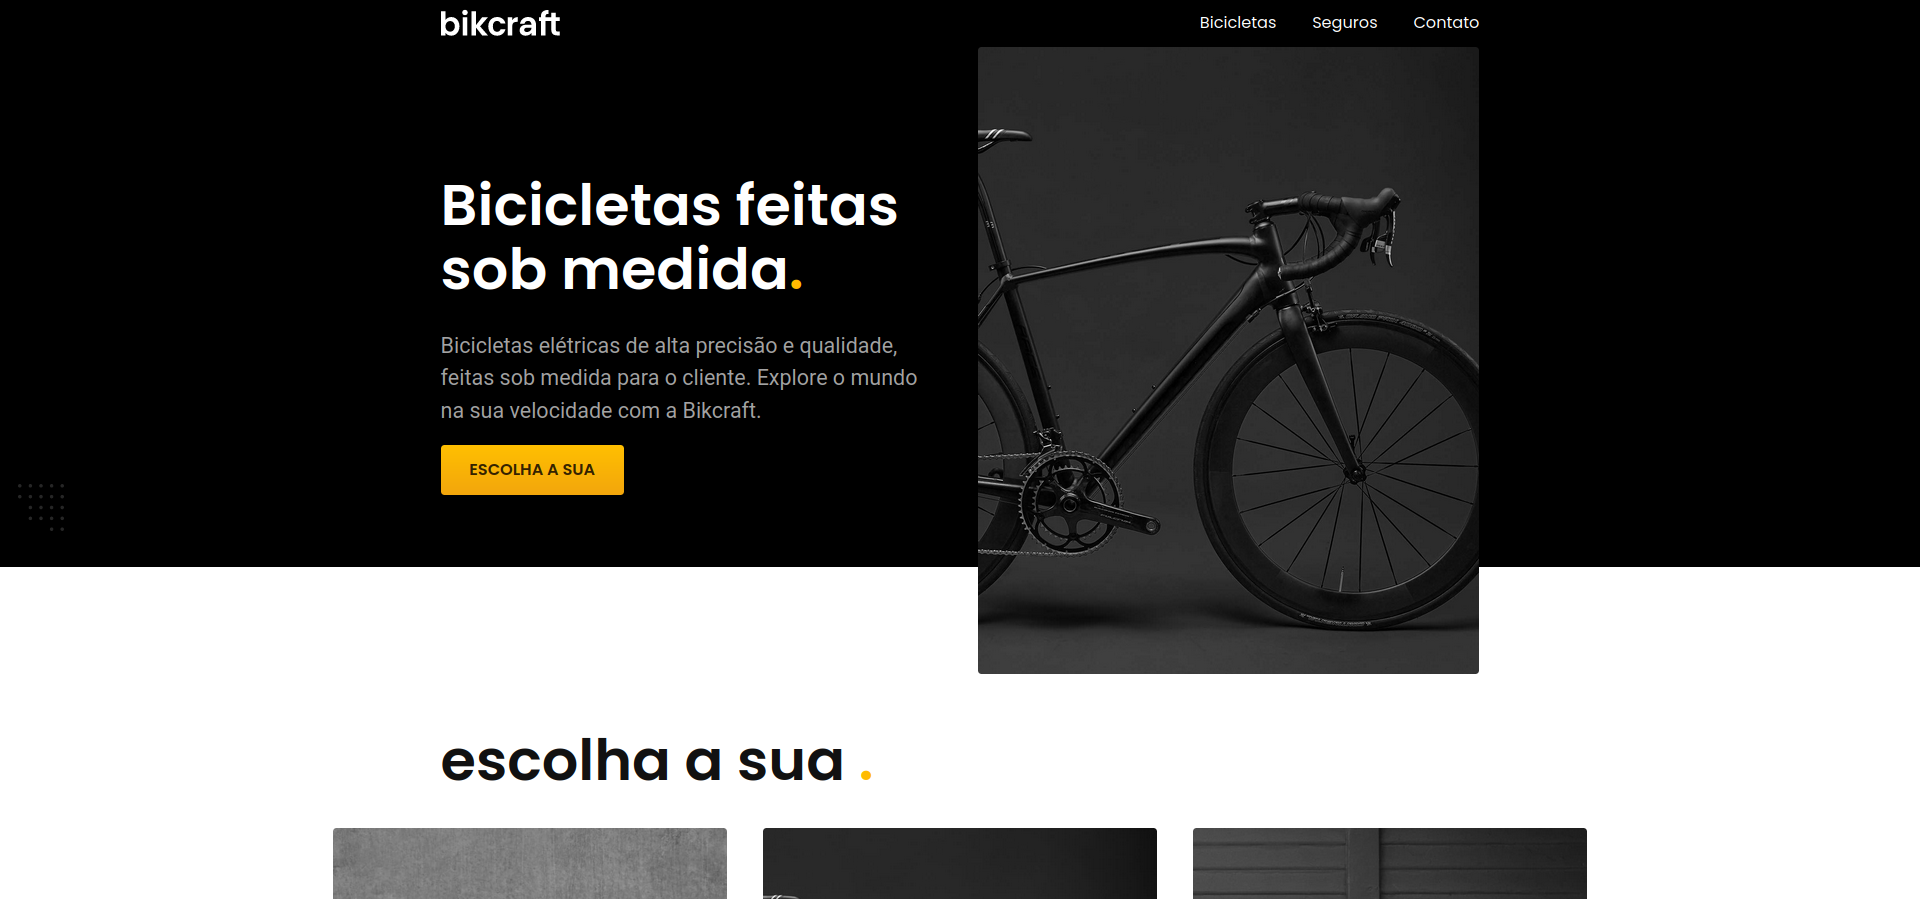 bikcraft
Bicicletas Seguros Contato
Bicicletas feitas
sob medida.
Bicicletas elétricas de alta precisão e qualidade,
feitas sob medida para o cliente. Explore o mundo
na sua velocidade com a Bikcraft.
ESCOLHA A SUA
escolha a sua .